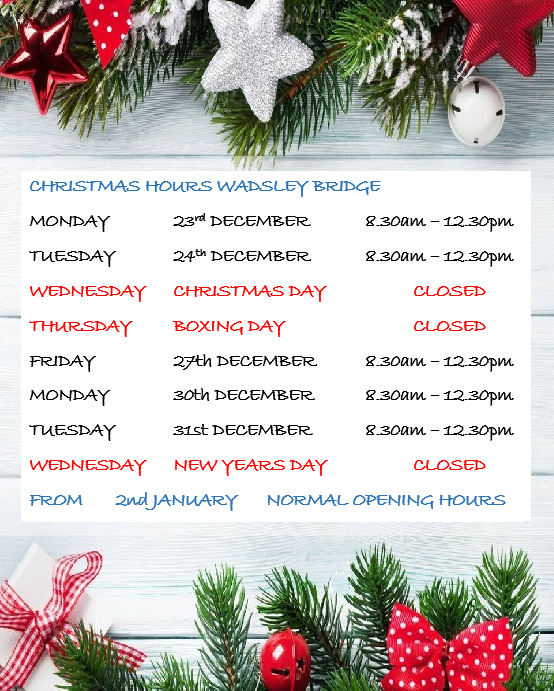 CHRISTMAS HOURS WADSLEY BRIDGE
MONDAY 23rd DECEMBER 8.30am – 12.30pm
TUESDAY 24th DECEMBER 8.30am – 12.30pm
WEDNESDAY CHRISTMAS DAY CLOSED
THURSDAY BOXING DAY CLOSED
FRIDAY 27th DECEMBER 8.30am – 12.30pm
MONDAY 30th DECEMBER 8.30am – 12.30pm
TUESDAY 31st DECEMBER 8.30am – 12.30pm
WEDNESDAY NEW YEARS DAY CLOSED
FROM 2nd JANUARY NORMAL OPENING HOURS